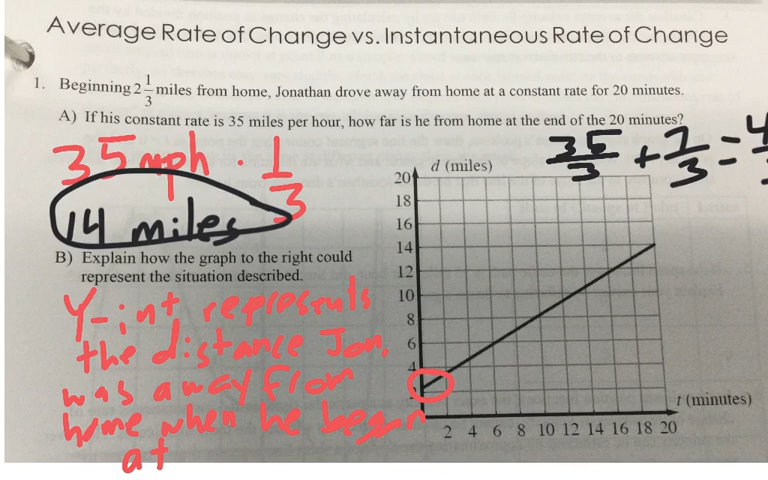 Average Rate of Change vs. Instantaneous Rate of Change
1. Beginning 2 1/3 miles from home, Jonathan drove away from home at a constant rate for 20 minutes.
A) If his constant rate is 35 miles per hour, how far is he from home at the end of the 20 minutes?
35 mph · 1/3
35/3 + 7/3 = 4
14 miles
B) Explain how the graph to the right could
represent the situation described.
Y-int represents
the distance Jon.
was away from
home when he began
at
d (miles)
20
18
16
14
12
10
8
6
4
t (minutes)
2 4 6 8 10 12 14 16 18 20